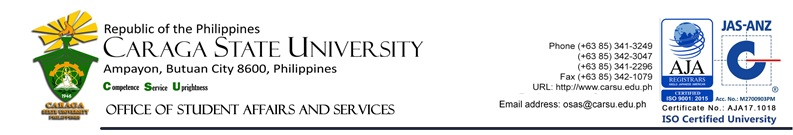 Republic of the Philippines
CARAGA STATE UNIVERSITY
Ampayon, Butuan City 8600, Philippines
Competence Service Uprightness
OFFICE OF STUDENT AFFAIRS AND SERVICES
1946
CARAGA
STATE UNIVERSITY
PHILIPPINES
Phone (+63 85) 341-3249
(+63 85) 342-3047
(+63 85) 341-2296
Fax (+63 85) 342-1079
URL: http://www.carsu.edu.ph
Email address: osas@carsu.edu.ph
AJA
REGISTRARS
CERTIFIED
ISO 9001: 2015
JAS-ANZ
C
®
Acc. No.: M2700903PM
Certificate No.: AJA17.1018
ISO Certified University